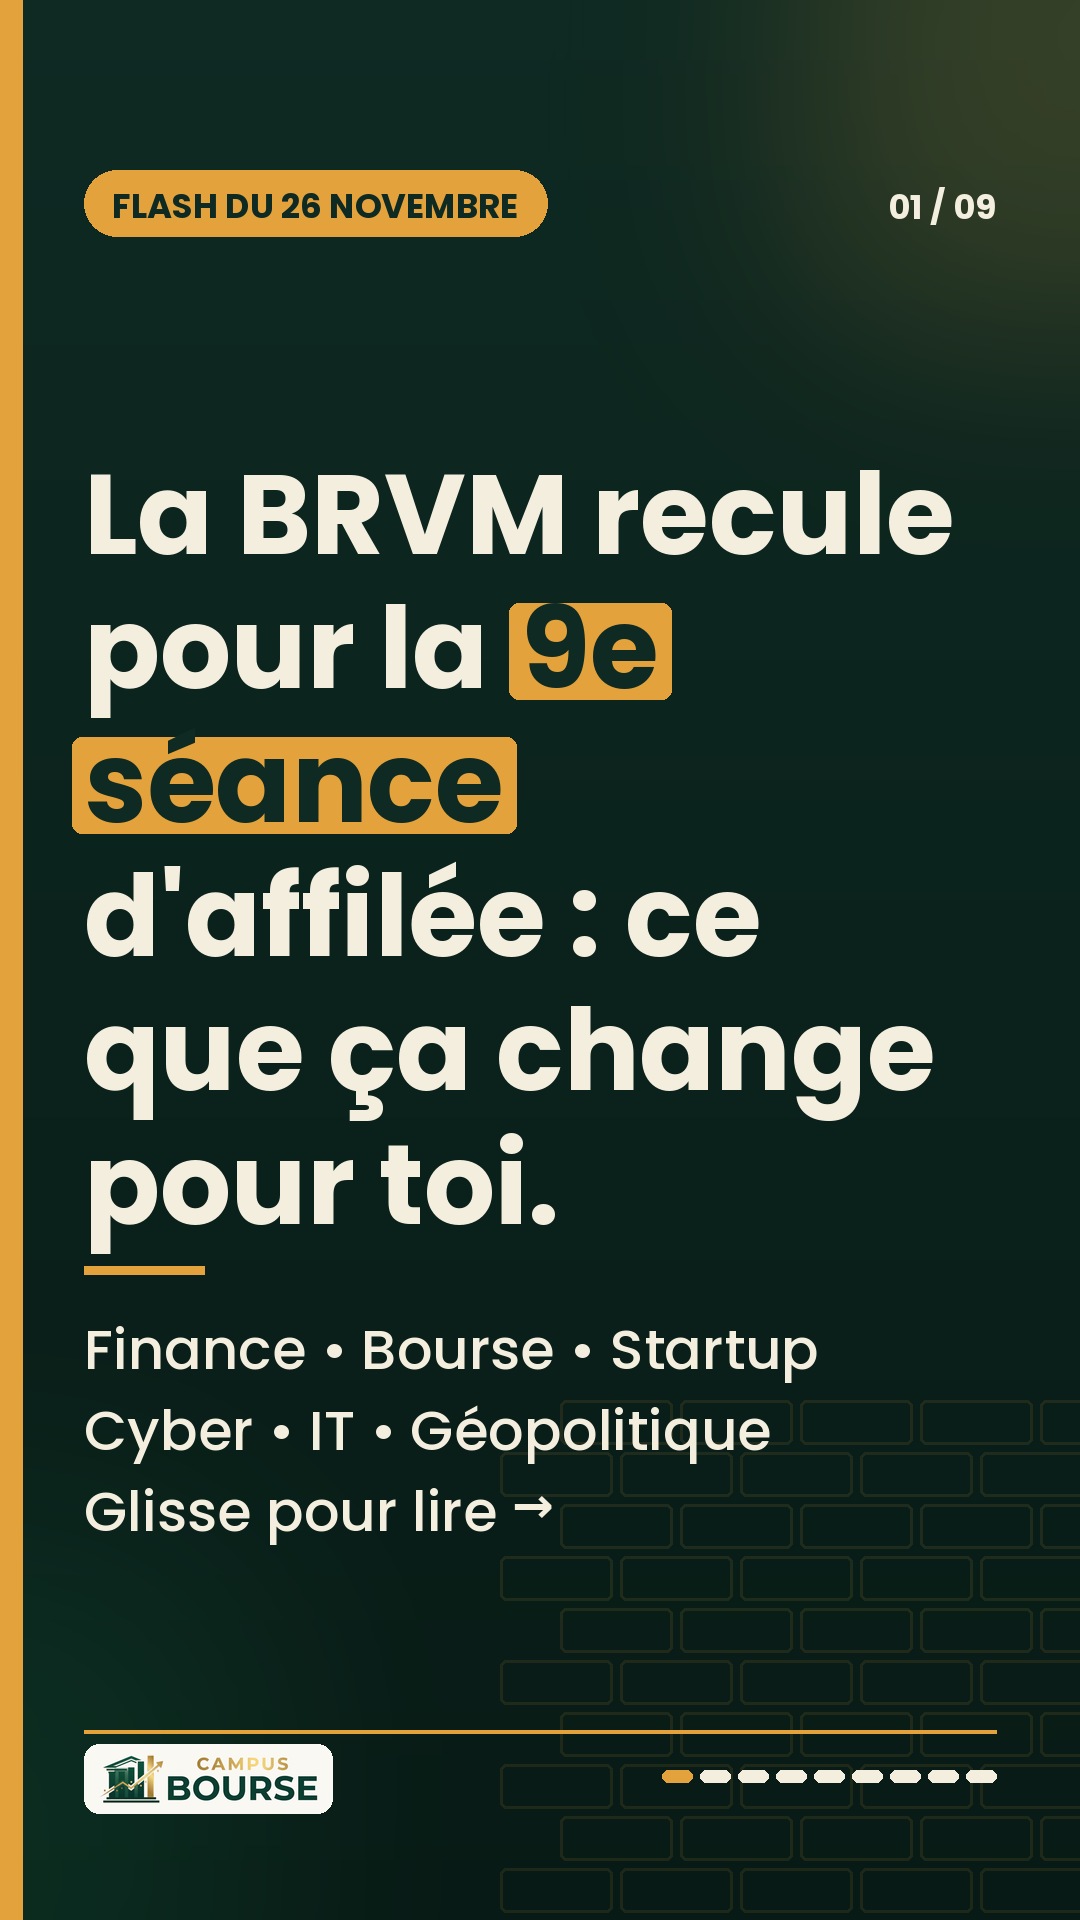 FLASH DU 26 NOVEMBRE
01 / 09
La BRVM recule
pour la 9e
séance
d'affilée : ce
que ça change
pour toi.
Finance • Bourse • Startup
Cyber • IT • Géopolitique
Glisse pour lire →
CAMPUS
BOURSE